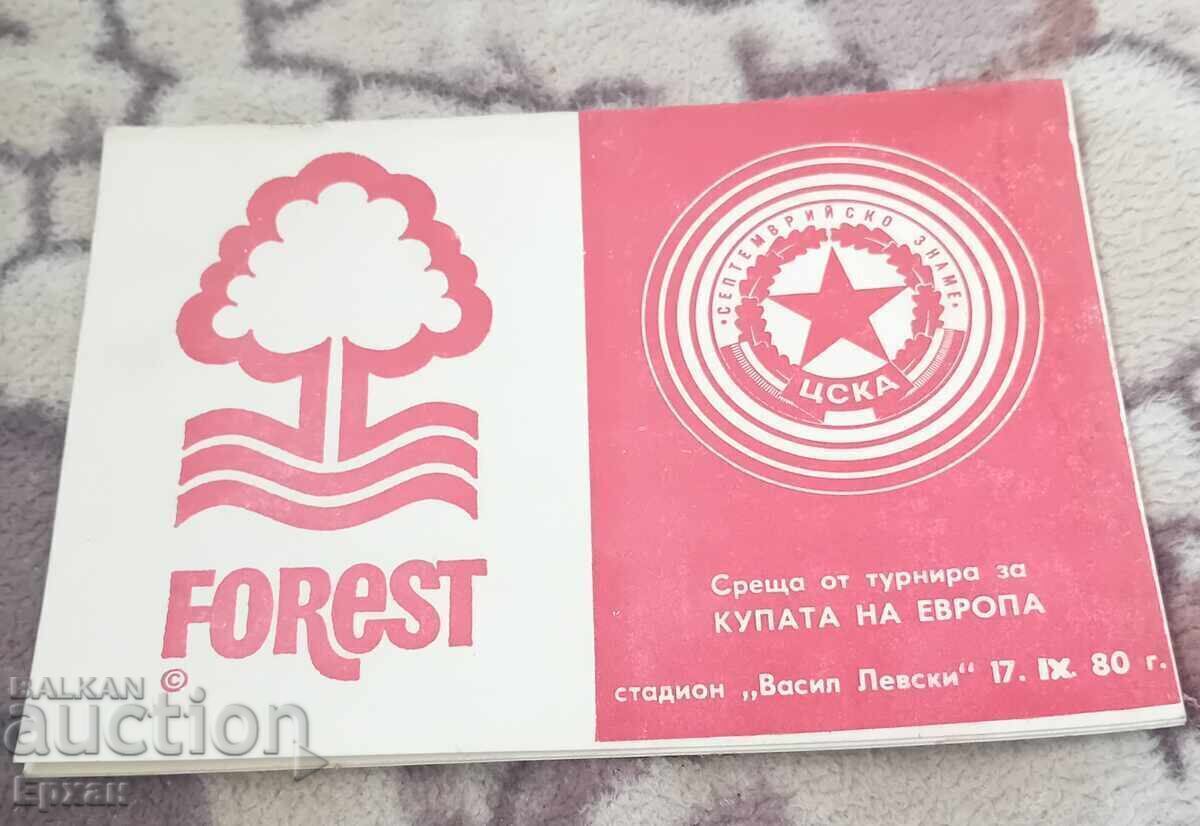 FOREST
©
СЕПТЕМВРИЙСКО ЗНАМЕ
ЦСКА
Среща от турнира за
КУПАТА НА ЕВРОПА
стадион „Васил Левски“ 17. IX. 80 г.
BALKAN
auction
Ерхан